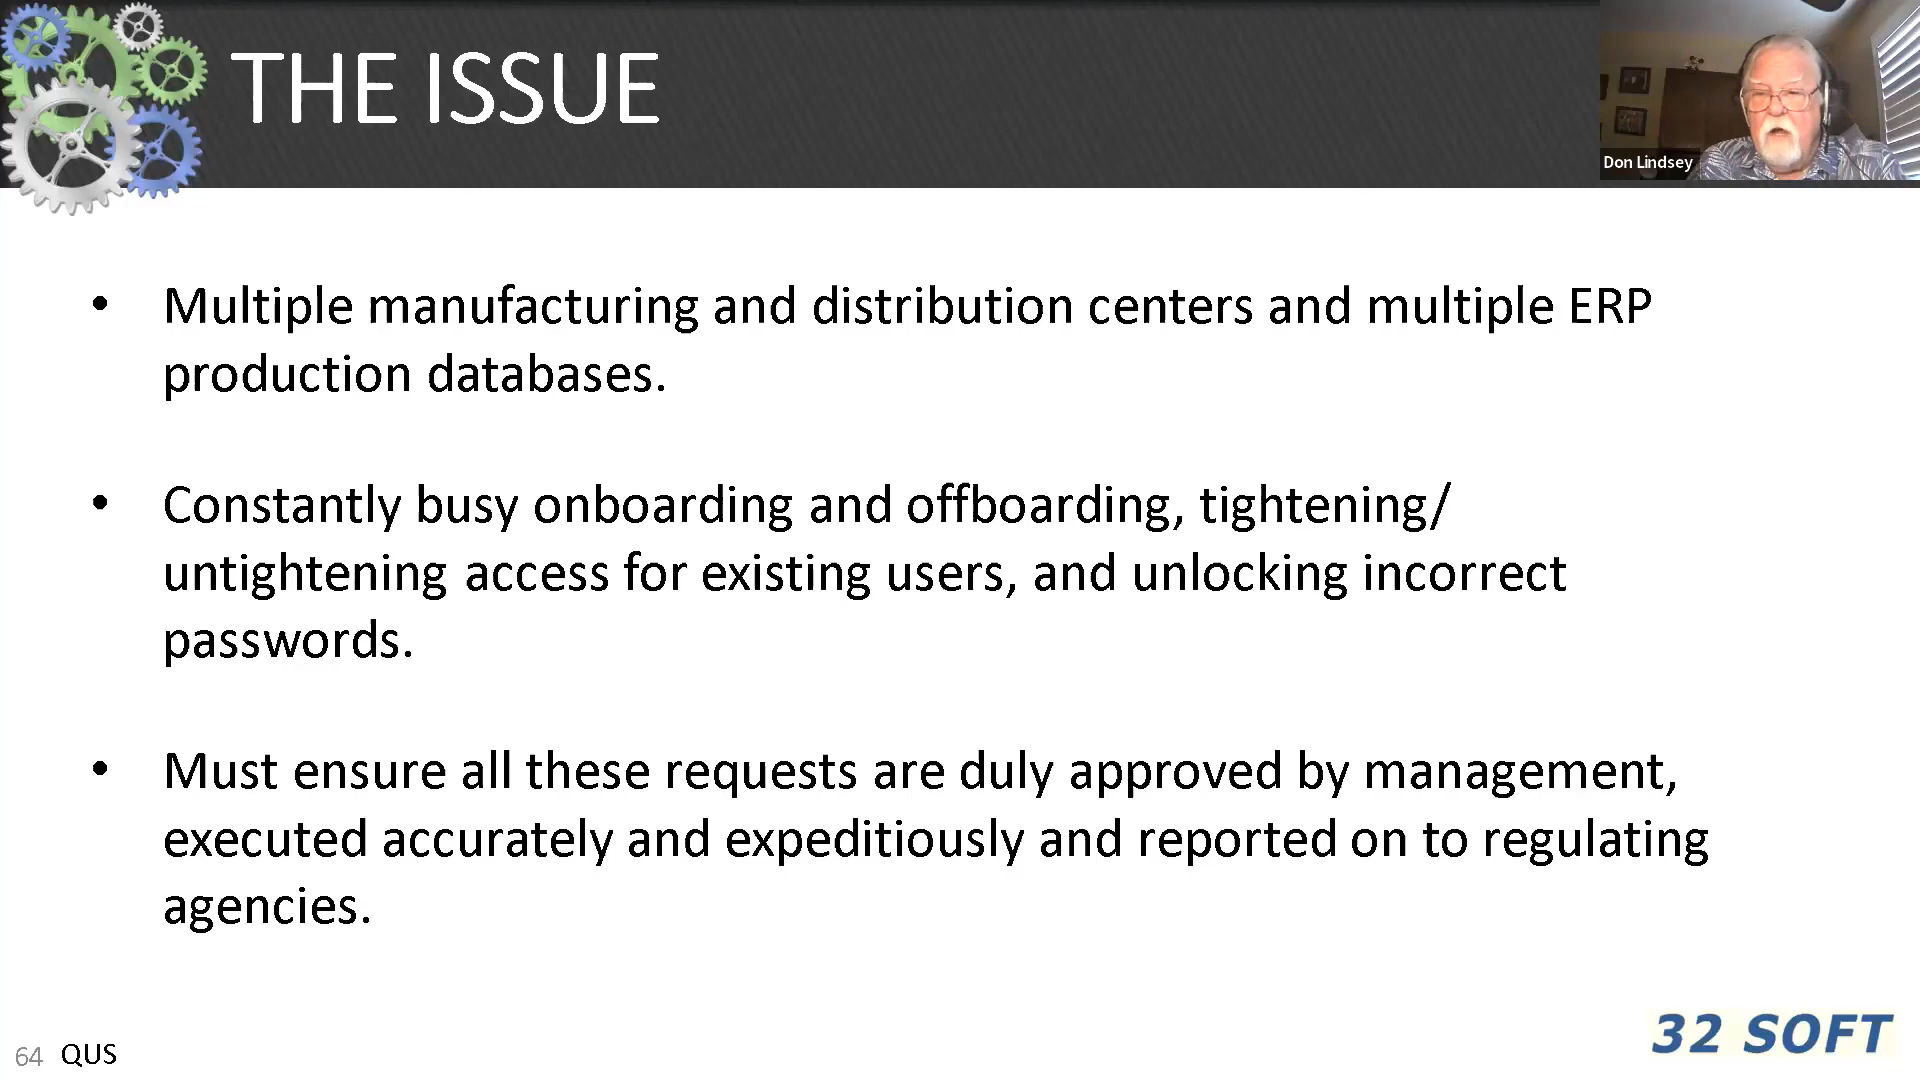 THE ISSUE
Don Lindsey
• Multiple manufacturing and distribution centers and multiple ERP
production databases.
• Constantly busy onboarding and offboarding, tightening/
untightening access for existing users, and unlocking incorrect
passwords.
• Must ensure all these requests are duly approved by management,
executed accurately and expeditiously and reported on to regulating
agencies.
64 QUS
32 SOFT